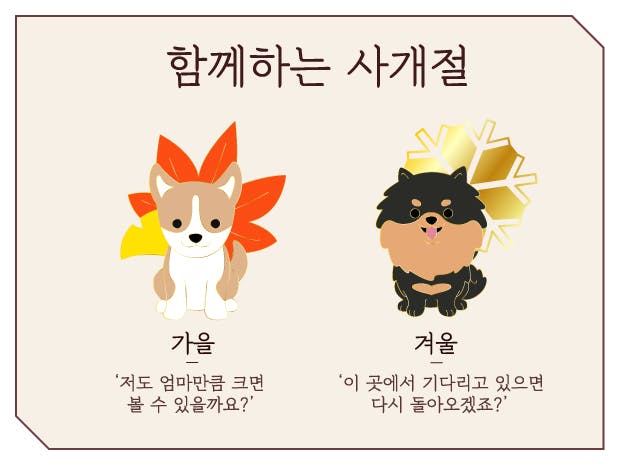 함께하는 사개절
가을
‘저도 엄마만큼 크면
볼 수 있을까요?’
겨울
‘이 곳에서 기다리고 있으면
다시 돌아오겠죠?’